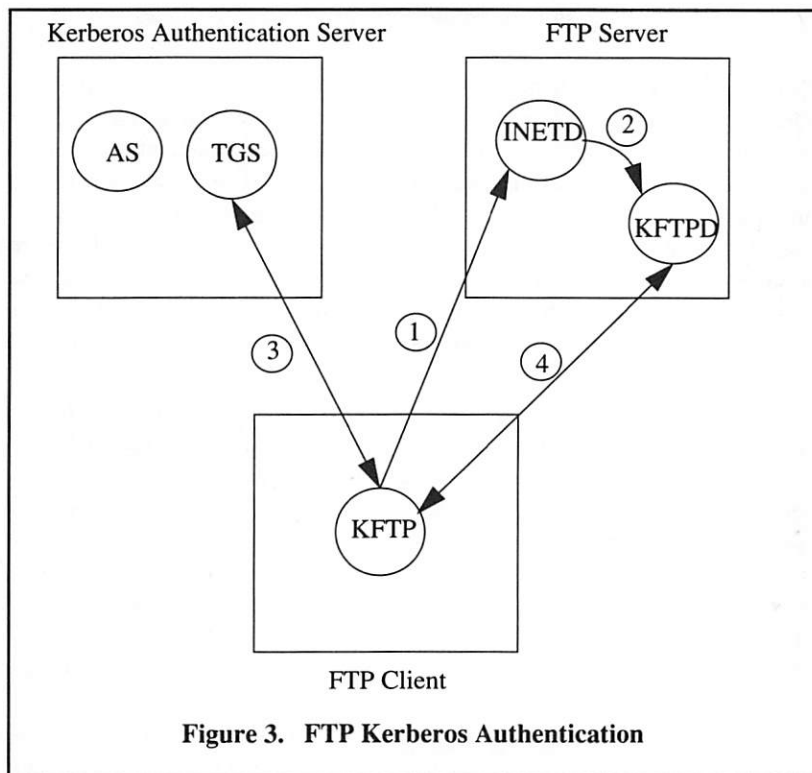 Kerberos Authentication Server
FTP Server
AS
TGS
INETD
2
KFTPD
3
1
4
KFTP
FTP Client
Figure 3. FTP Kerberos Authentication